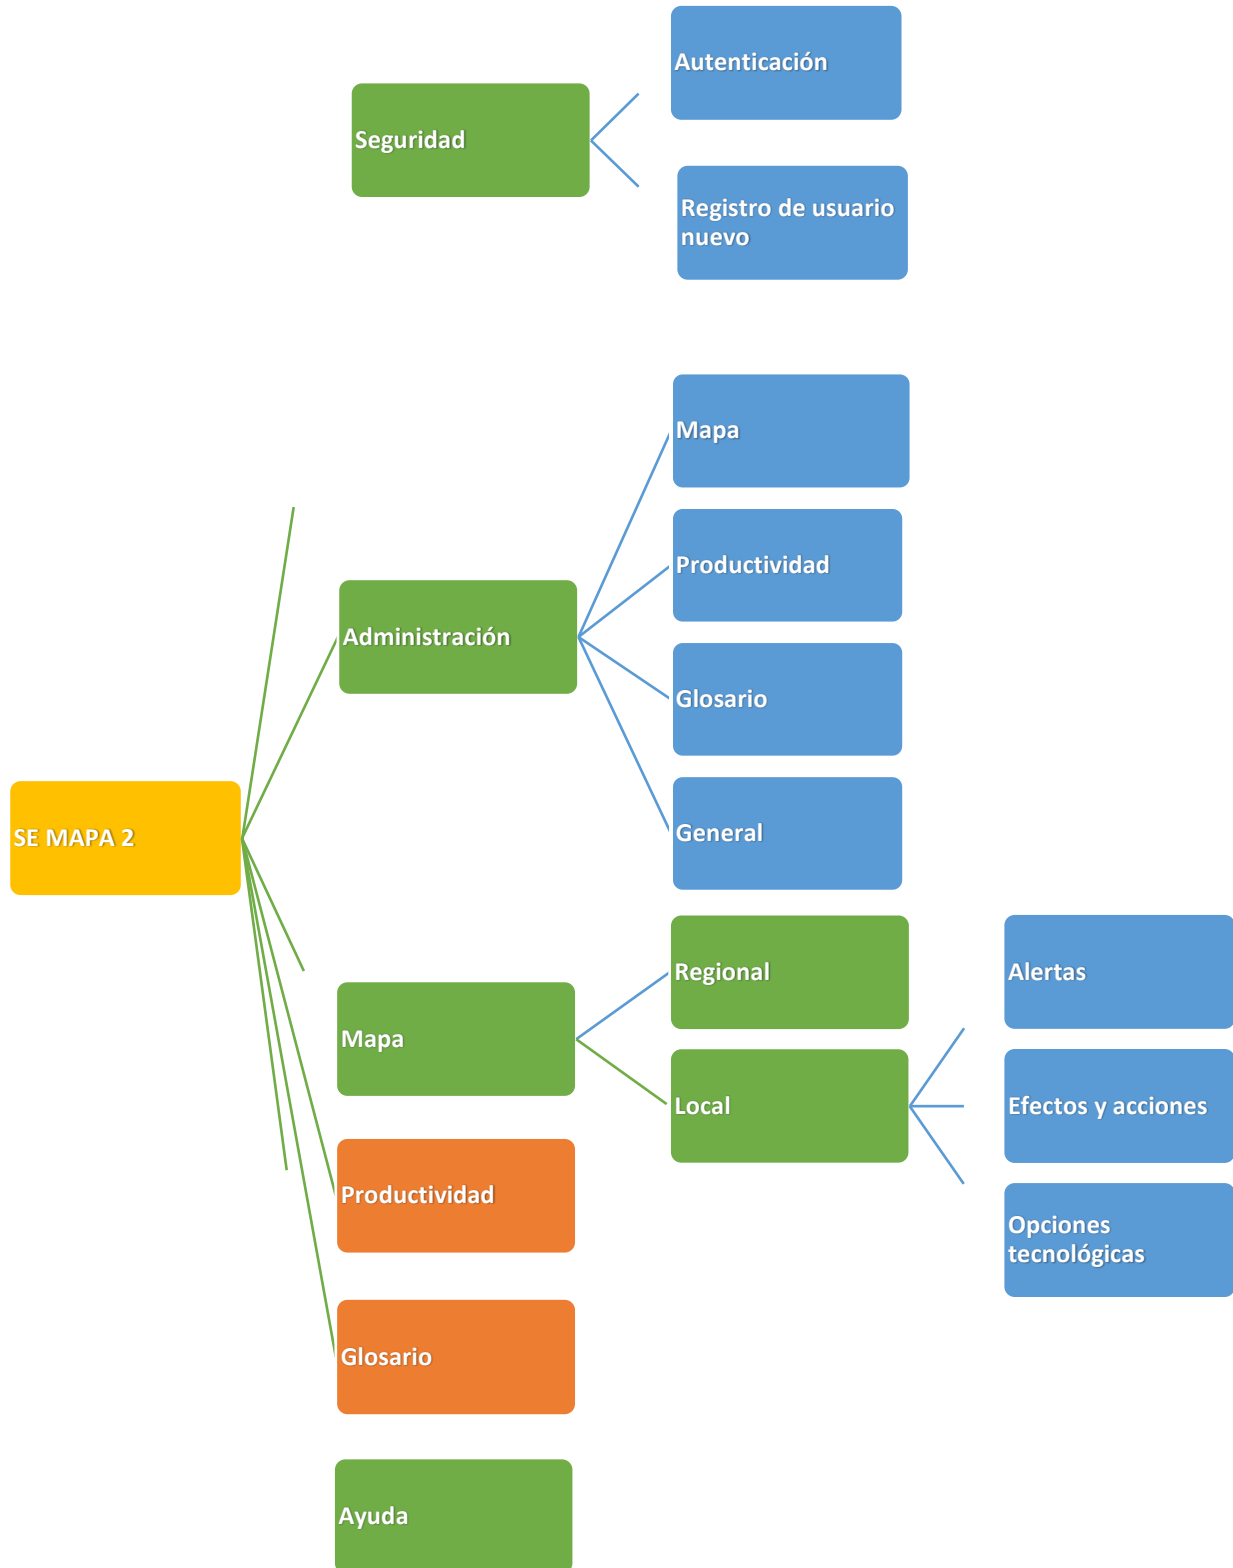 Autenticación
Seguridad
Registro de usuario
nuevo
Mapa
Productividad
Administración
Glosario
SE MAPA 2
General
Regional
Alertas
Mapa
Local
Efectos y acciones
Productividad
Opciones
tecnológicas
Glosario
Ayuda